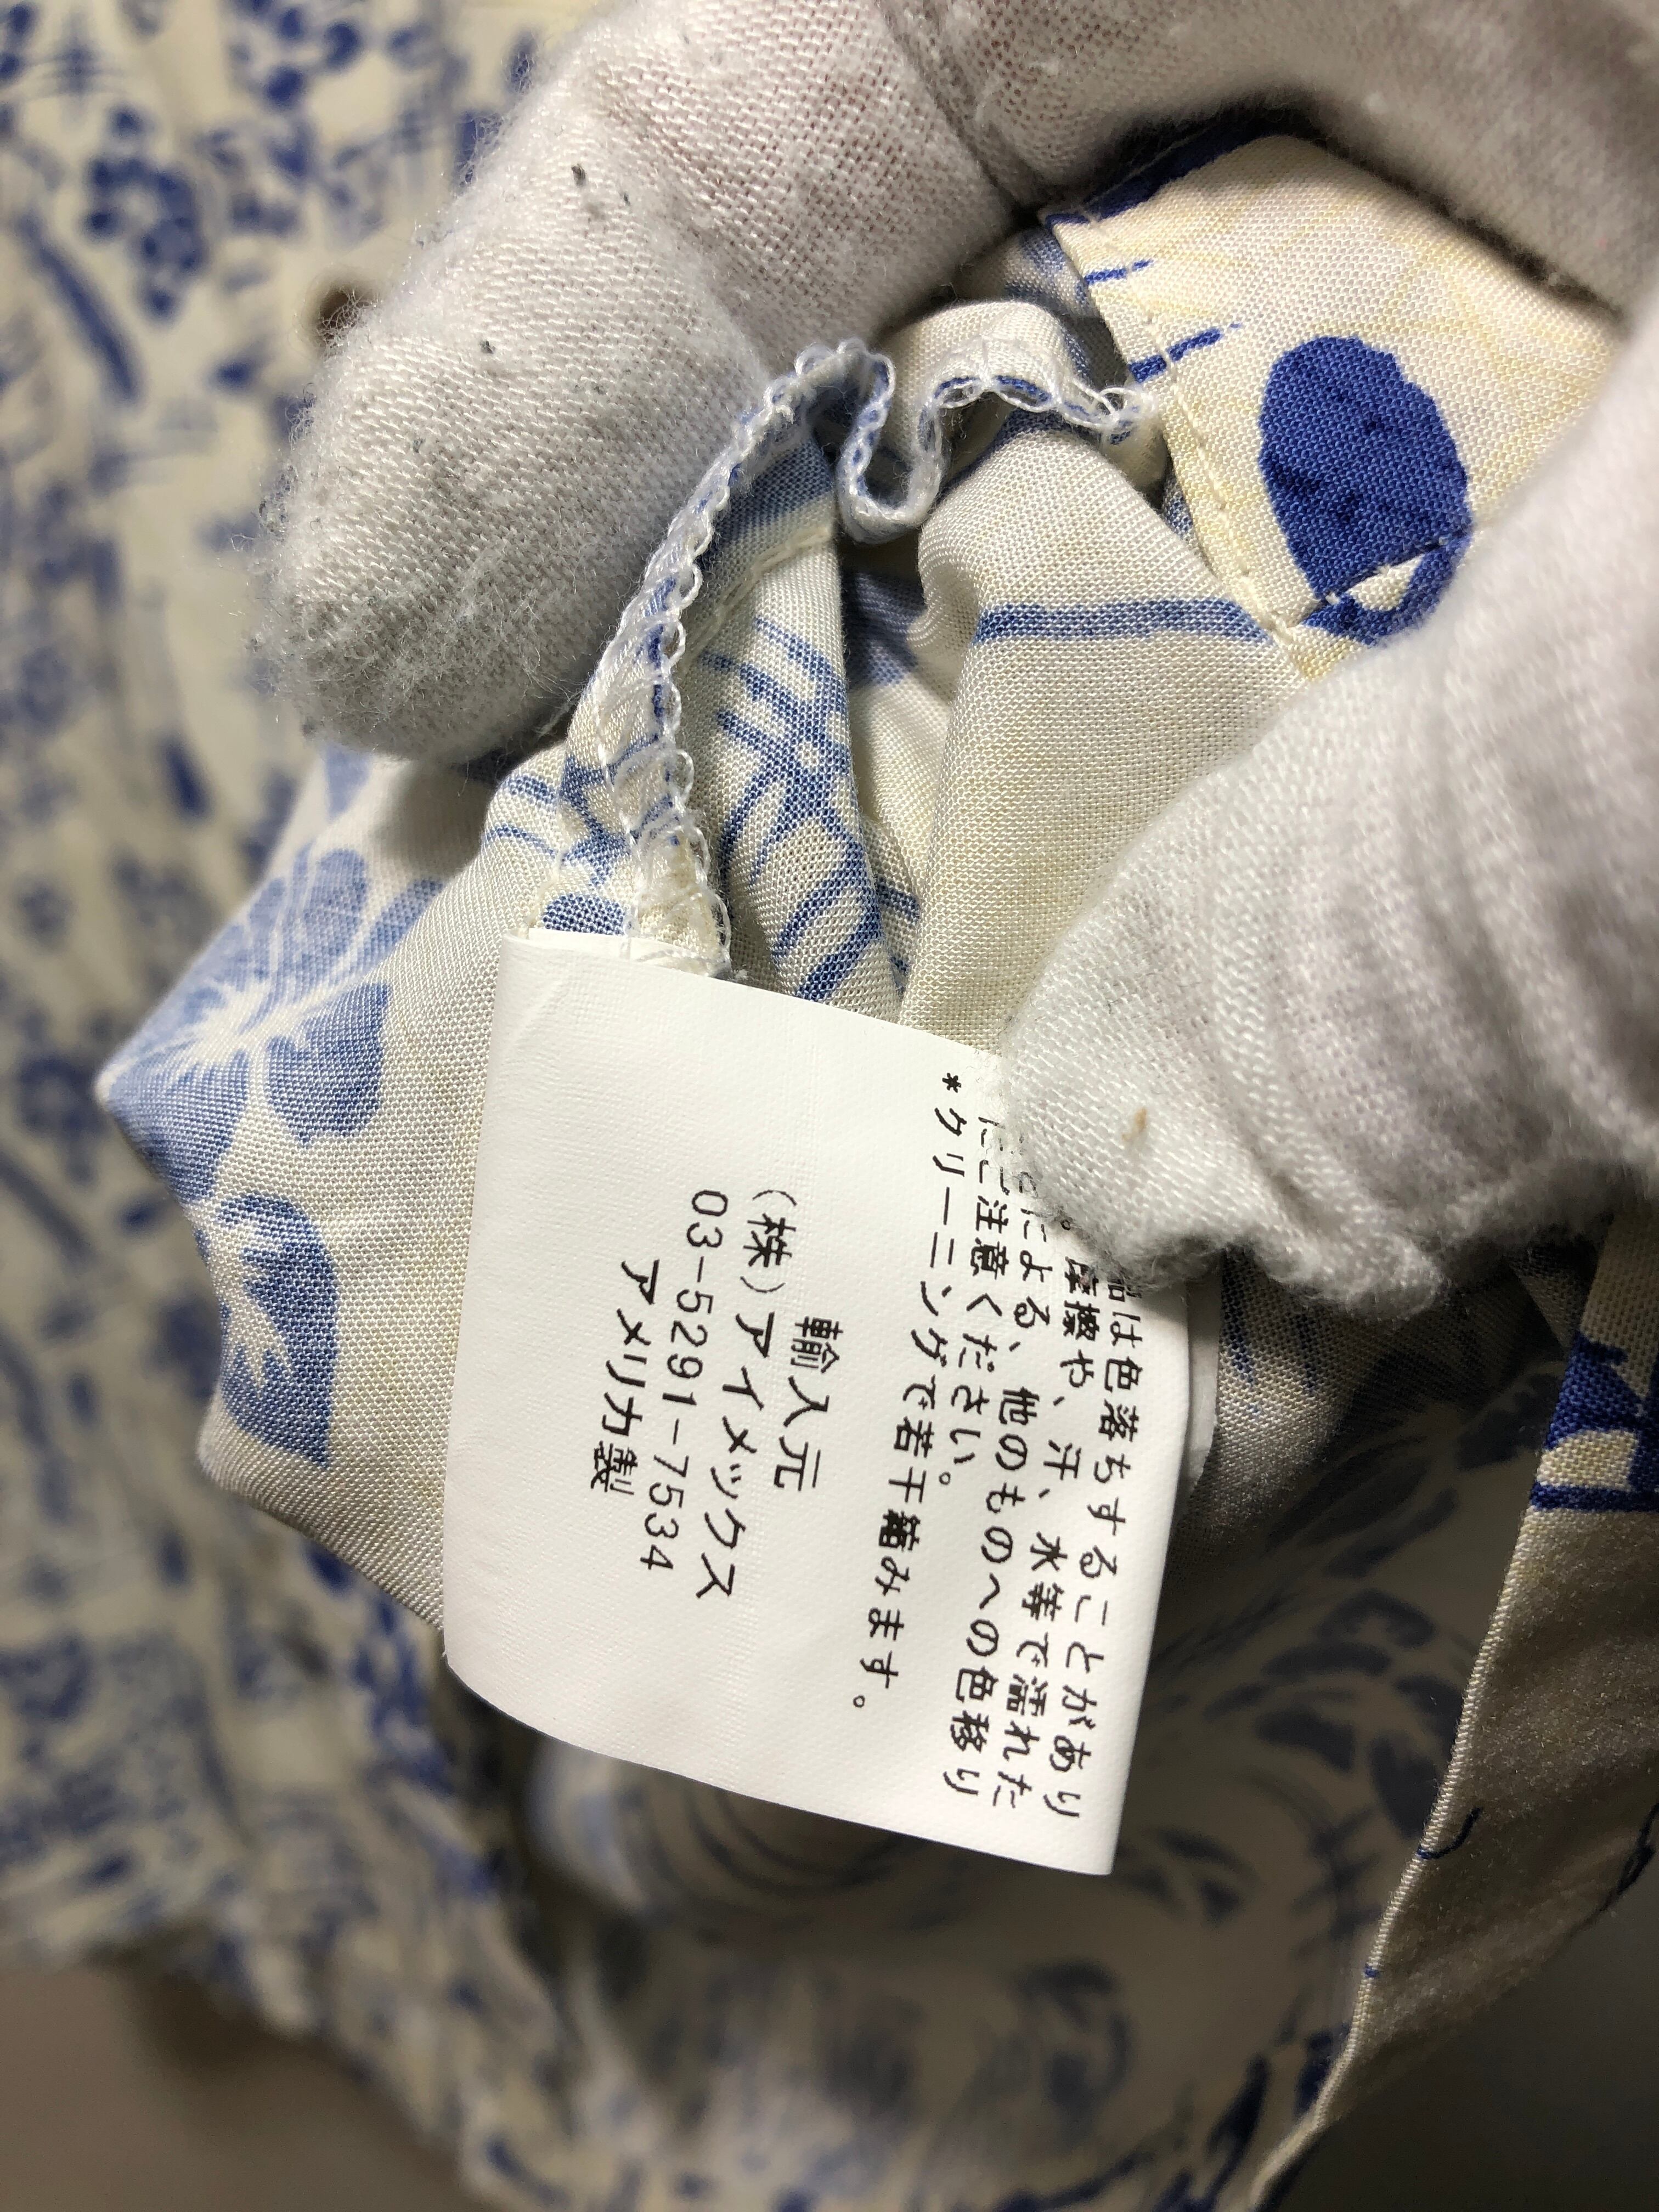 品は色落ちすることがあり
。摩擦や、汗、水等で濡れた
による、他のものへの色移り
にご注意ください。
*クリーニングで若干縮みます。
輸入元
(株)アイメックス
03-5291-7534
アメリカ製